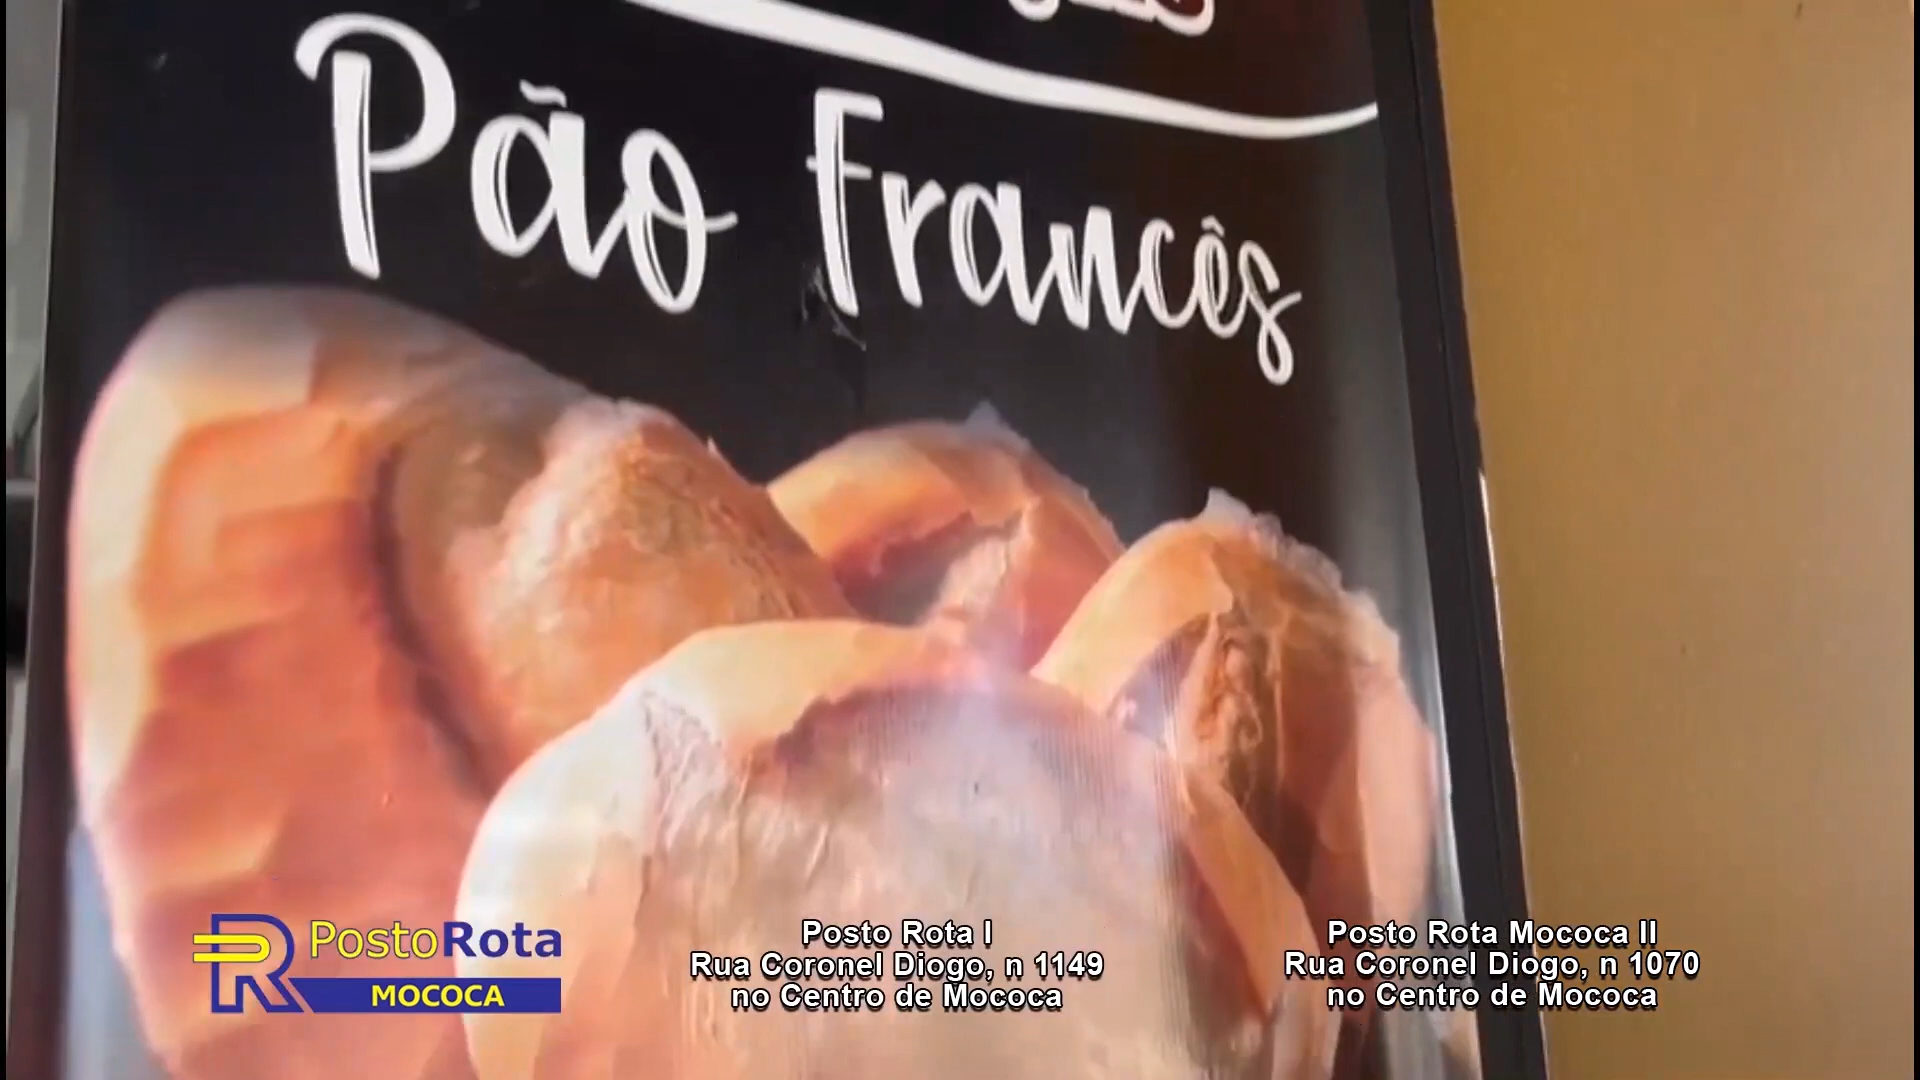 Pão Francês
PostoRota
MOCOCA
Posto Rota I
Rua Coronel Diogo, n 1149
no Centro de Mococa
Posto Rota Mococa II
Rua Coronel Diogo, n 1070
no Centro de Mococa